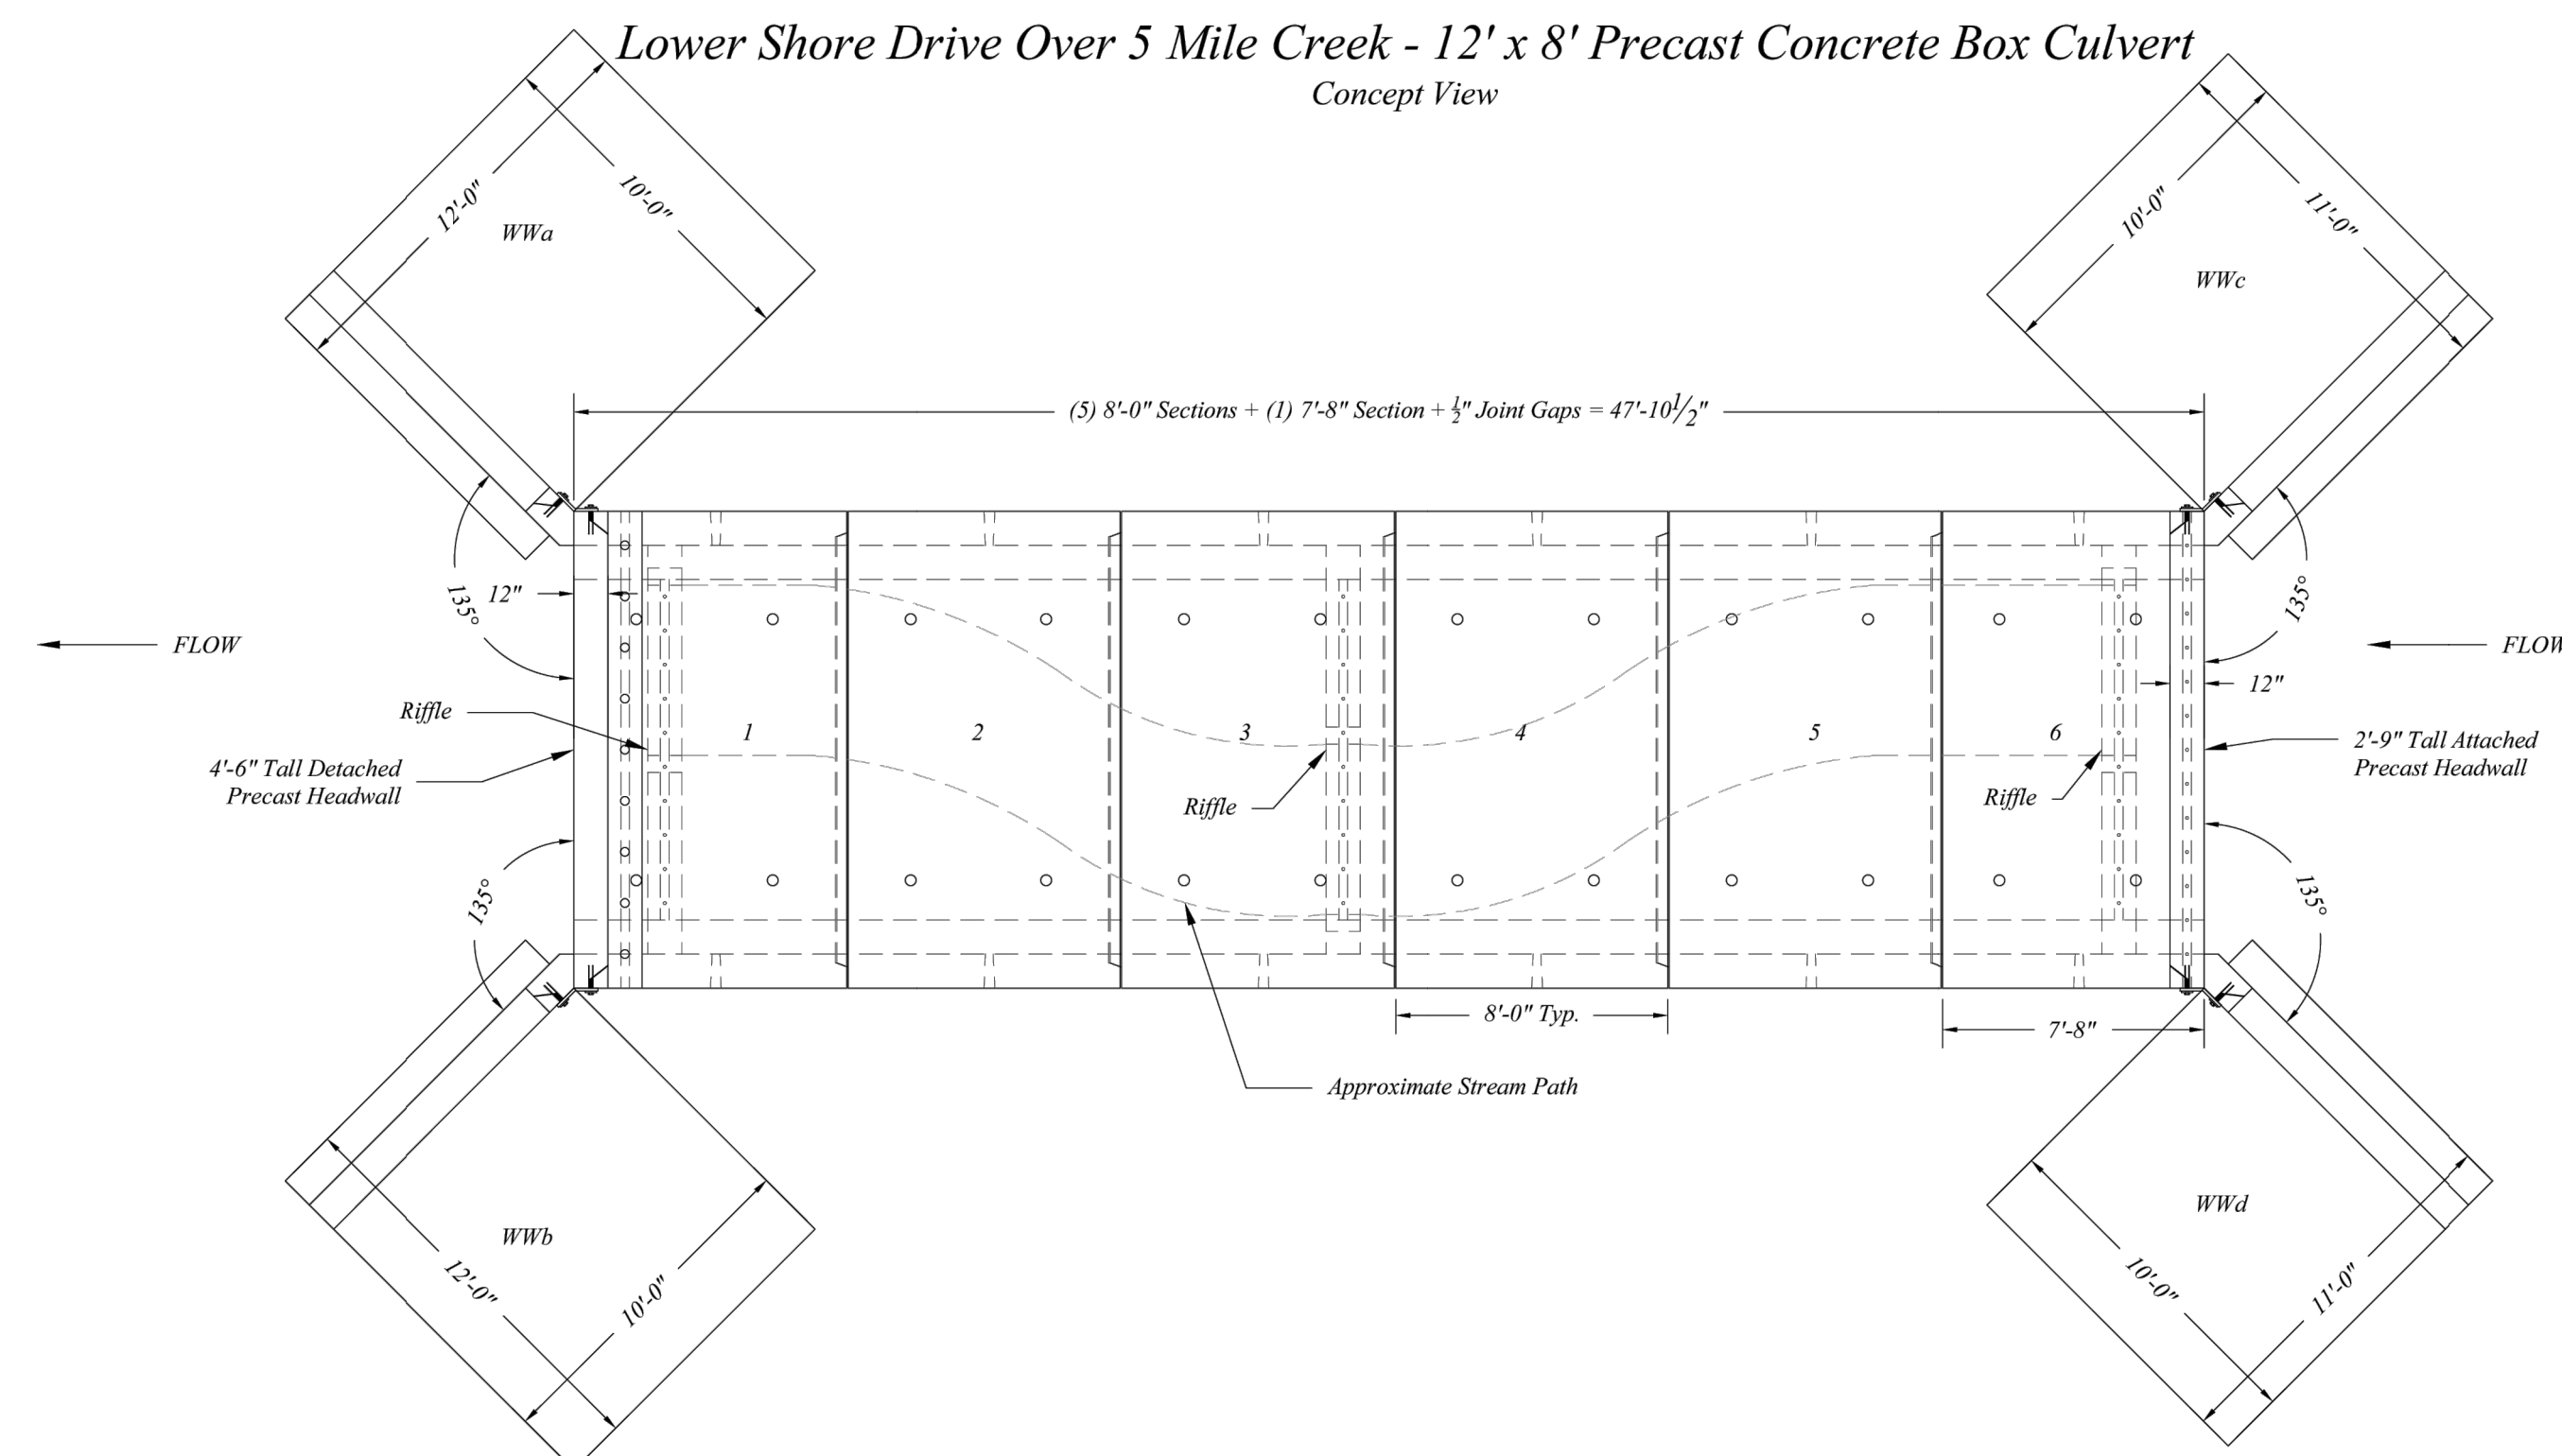 Lower Shore Drive Over 5 Mile Creek - 12' x 8' Precast Concrete Box Culvert
Concept View
12'-0"
10'-0"
WWa
10'-0"
11'-0"
WWc
(5) 8'-0" Sections + (1) 7'-8" Section + 1/2" Joint Gaps = 47'-10 1/2"
135°
12"
135°
FLOW
FLOW
12"
Riffle
1
2
3
4
5
6
4'-6" Tall Detached
Precast Headwall
Riffle
Riffle
2'-9" Tall Attached
Precast Headwall
135°
135°
8'-0" Typ.
7'-8"
Approximate Stream Path
WWb
12'-0"
10'-0"
WWd
10'-0"
11'-0"